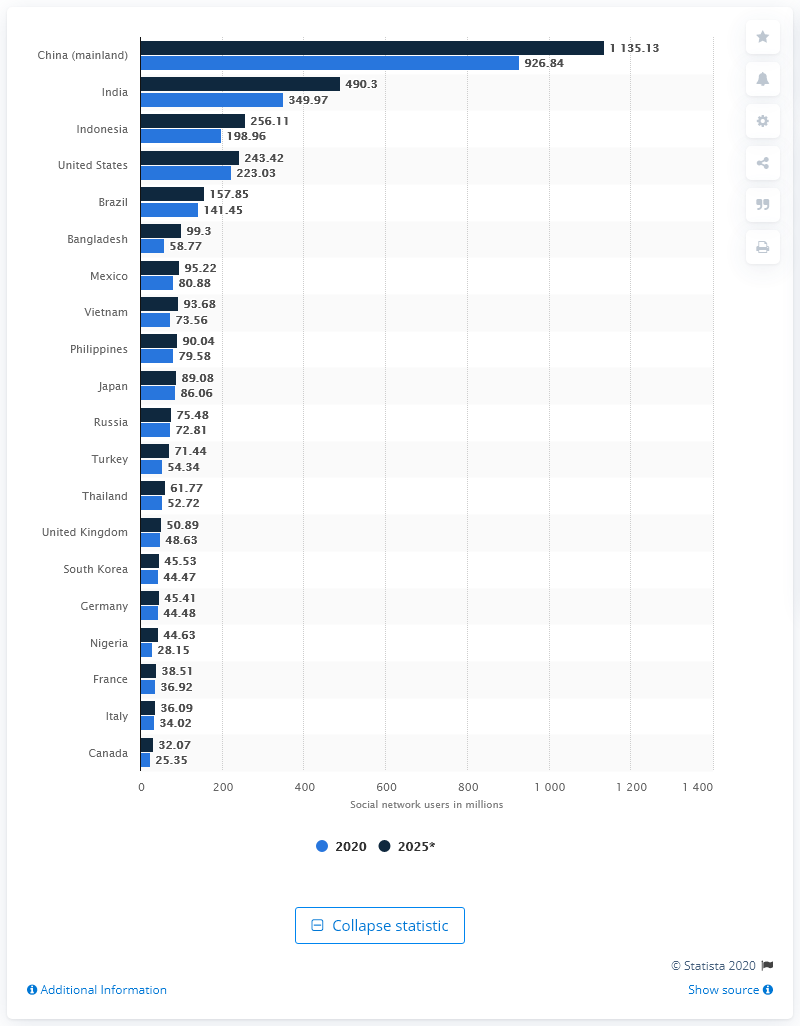 China (mainland)
1 135.13
926.84
India
490.3
349.97
Indonesia
256.11
198.96
United States
243.42
223.03
Brazil
157.85
141.45
Bangladesh
99.3
58.77
Mexico
95.22
80.88
Vietnam
93.68
73.56
Philippines
90.04
79.58
Japan
89.08
86.06
Russia
75.48
72.81
Turkey
71.44
54.34
Thailand
61.77
52.72
United Kingdom
50.89
48.63
South Korea
45.53
44.47
Germany
45.41
44.48
Nigeria
44.63
28.15
France
38.51
36.92
Italy
36.09
34.02
Canada
32.07
25.35
0 200 400 600 800 1 000 1 200 1 400
Social network users in millions
2020 2025*
Collapse statistic
© Statista 2020
Additional Information Show source